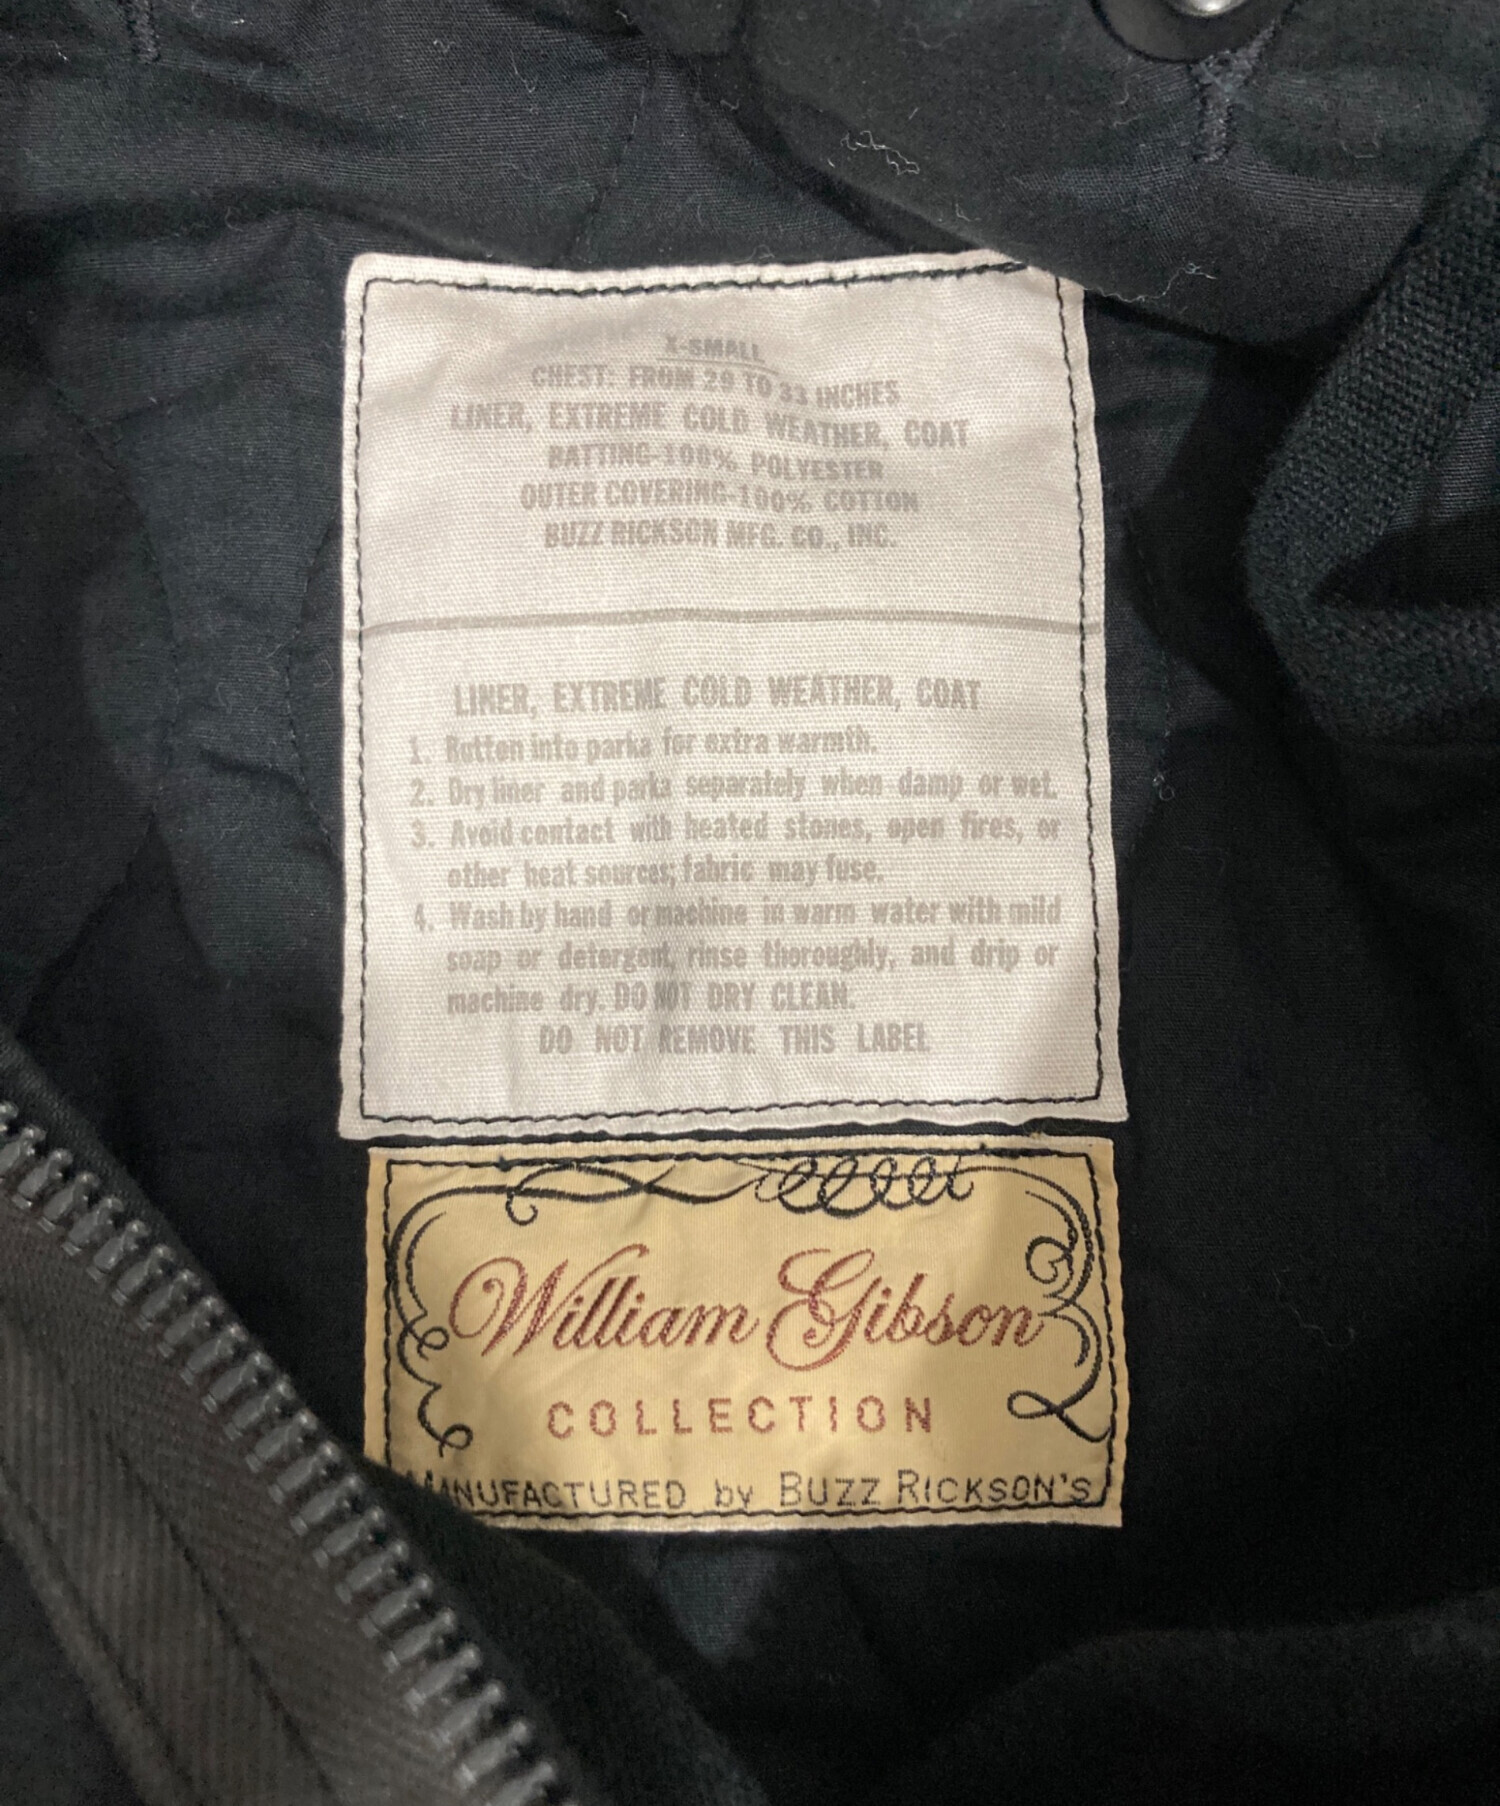 X-SMALL
CHEST: FROM 29 TO 33 INCHES
LINER, EXTREME COLD WEATHER, COAT
BATTING-100% POLYESTER
OUTER COVERING-100% COTTON
BUZZ RICKSON MFG. CO., INC.
LINER, EXTREME COLD WEATHER, COAT
1. Button into parka for extra warmth.
2. Dry liner and parka separately when damp or wet.
3. Avoid contact with heated stones, open fires, or
other heat sources; fabric may fuse.
4. Wash by hand or machine in warm water with mild
soap or detergent, rinse thoroughly, and drip or
machine dry. DO NOT DRY CLEAN.
DO NOT REMOVE THIS LABEL
William Gibson
COLLECTION
MANUFACTURED by BUZZ RICKSON'S